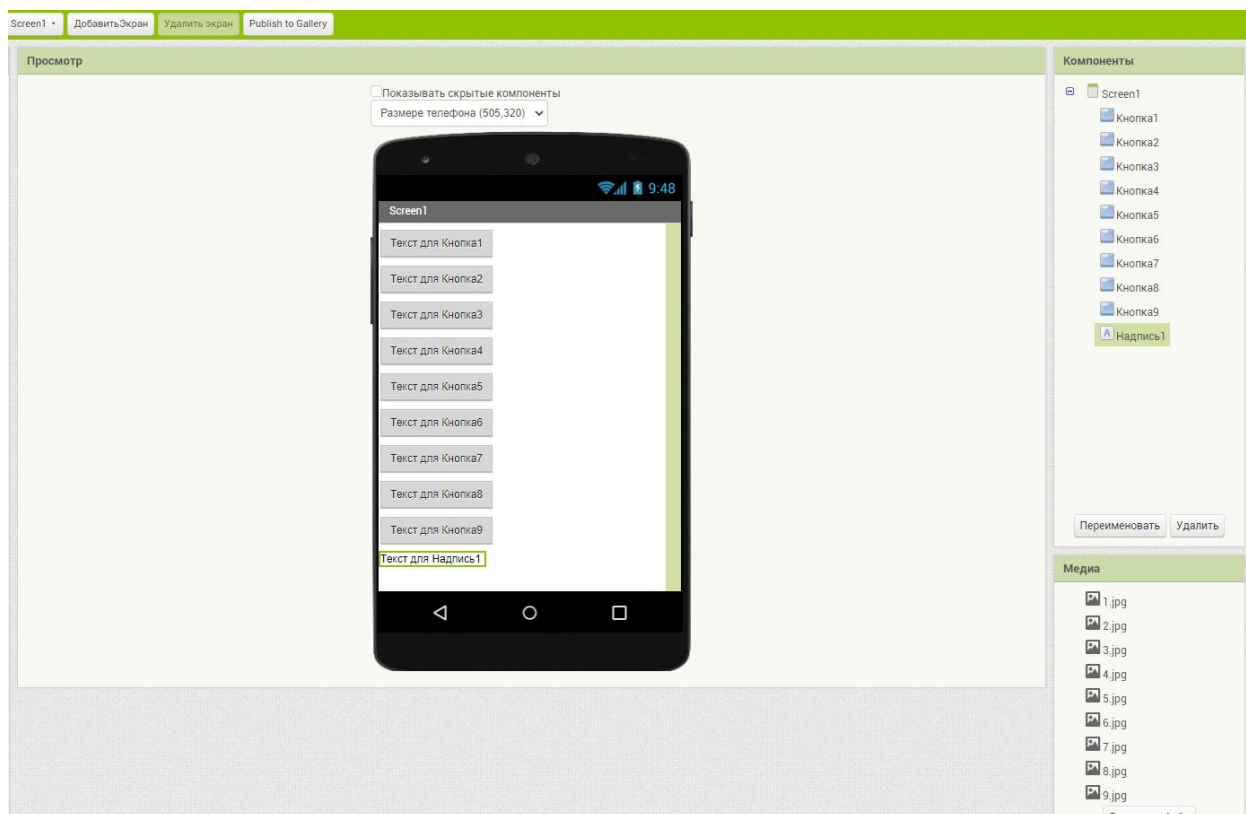 Screen1
ДобавитьЭкран
Удалить экран
Publish to Gallery
Просмотр
Показывать скрытые компоненты
Размере телефона (505,320)
9:48
Screen1
Текст для Кнопка1
Текст для Кнопка2
Текст для Кнопка3
Текст для Кнопка4
Текст для Кнопка5
Текст для Кнопка6
Текст для Кнопка7
Текст для Кнопка8
Текст для Кнопка9
Текст для Надпись1
Компоненты
Screen1
Кнопка1
Кнопка2
Кнопка3
Кнопка4
Кнопка5
Кнопка6
Кнопка7
Кнопка8
Кнопка9
A Надпись1
Переименовать Удалить
Медиа
1.jpg
2.jpg
3.jpg
4.jpg
5.jpg
6.jpg
7.jpg
8.jpg
9.jpg